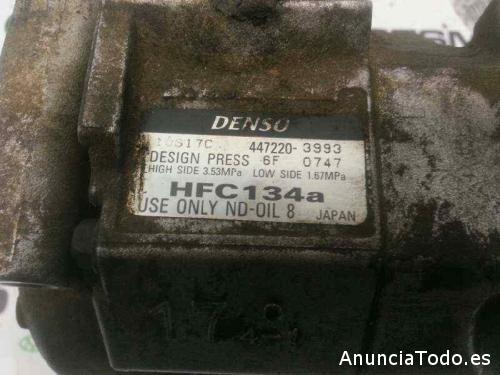 DENSO
10S17C 447220-3993
DESIGN PRESS 6F 0747
HIGH SIDE 3.53MPa LOW SIDE 1.67MPa
HFC134a
USE ONLY ND-OIL 8 JAPAN
17
AnunciaTodo.es